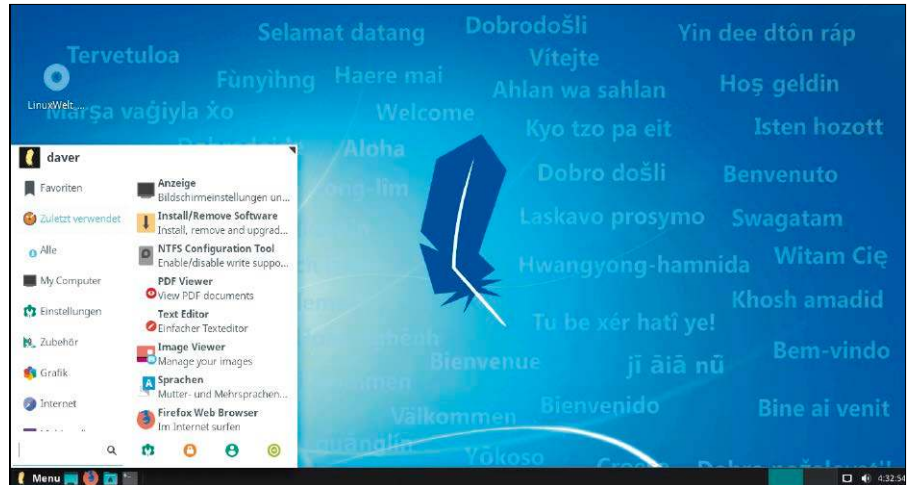 Selamat datang
Dobrodošli
Yin dee dtôn ráp
Tervetuloa
Vítejte
Fùnyìhng
Haere mai
Ahlan wa sahlan
Hoş geldin
LinuxWelt
Marşa vaġiyla ẋo
Welcome
Kyo tzo pa eit
Isten hozott
Aloha
Dobro došli
Benvenuto
Laskavo prosymo
Swagatam
Hwangyong-hamnida
Witam Cię
Khosh amadid
Tu be xér hatî ye!
Bem-vindo
Bienvenue
jī āiā nū
Välkommen
Bienvenido
Bine ai venit
Yōkoso
daver
Favoriten
Zuletzt verwendet
Alle
My Computer
Einstellungen
Zubehör
Grafik
Internet
Anzeige
Bildschirmeinstellungen un...
Install/Remove Software
Install, remove and upgrad...
NTFS Configuration Tool
Enable/disable write suppo...
PDF Viewer
View PDF documents
Text Editor
Einfacher Texteditor
Image Viewer
Manage your images
Sprachen
Mutter- und Mehrsprachen...
Firefox Web Browser
Im Internet surfen
Menu
4:32:54